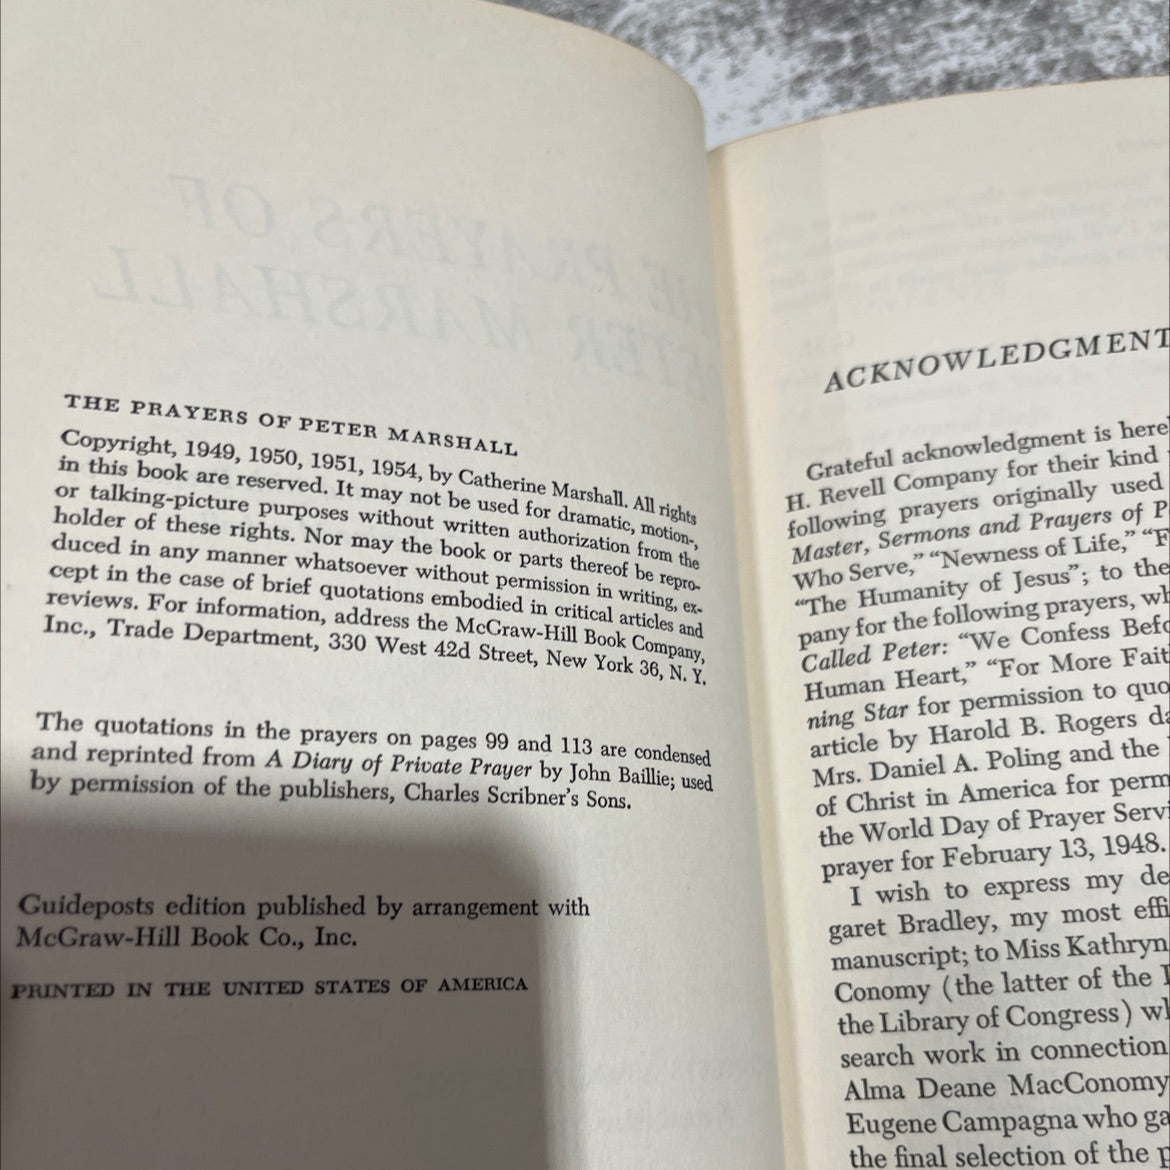 THE PRAYERS OF PETER MARSHALL
Copyright, 1949, 1950, 1951, 1954, by Catherine Marshall. All rights
in this book are reserved. It may not be used for dramatic, motion-,
or talking-picture purposes without written authorization from the
holder of these rights. Nor may the book or parts thereof be repro-
duced in any manner whatsoever without permission in writing, ex-
cept in the case of brief quotations embodied in critical articles and
reviews. For information, address the McGraw-Hill Book Company,
Inc., Trade Department, 330 West 42d Street, New York 36, N. Y.
The quotations in the prayers on pages 99 and 113 are condensed
and reprinted from A Diary of Private Prayer by John Baillie; used
by permission of the publishers, Charles Scribner's Sons.
Guideposts edition published by arrangement with
McGraw-Hill Book Co., Inc.
PRINTED IN THE UNITED STATES OF AMERICA
ACKNOWLEDGMENT
Grateful acknowledgment is here
H. Revell Company for their kind
following prayers originally used
Master, Sermons and Prayers of P
Who Serve," "Newness of Life," "F
"The Humanity of Jesus"; to the
pany for the following prayers, wh
Called Peter: "We Confess Befo
Human Heart," "For More Fait
ning Star for permission to quo
article by Harold B. Rogers da
Mrs. Daniel A. Poling and the
of Christ in America for perm
the World Day of Prayer Servi
prayer for February 13, 1948.
I wish to express my de
garet Bradley, my most effi
manuscript; to Miss Kathryn
Conomy (the latter of the
the Library of Congress) wh
search work in connection
Alma Deane MacConomy
Eugene Campagna who ga
the final selection of the p